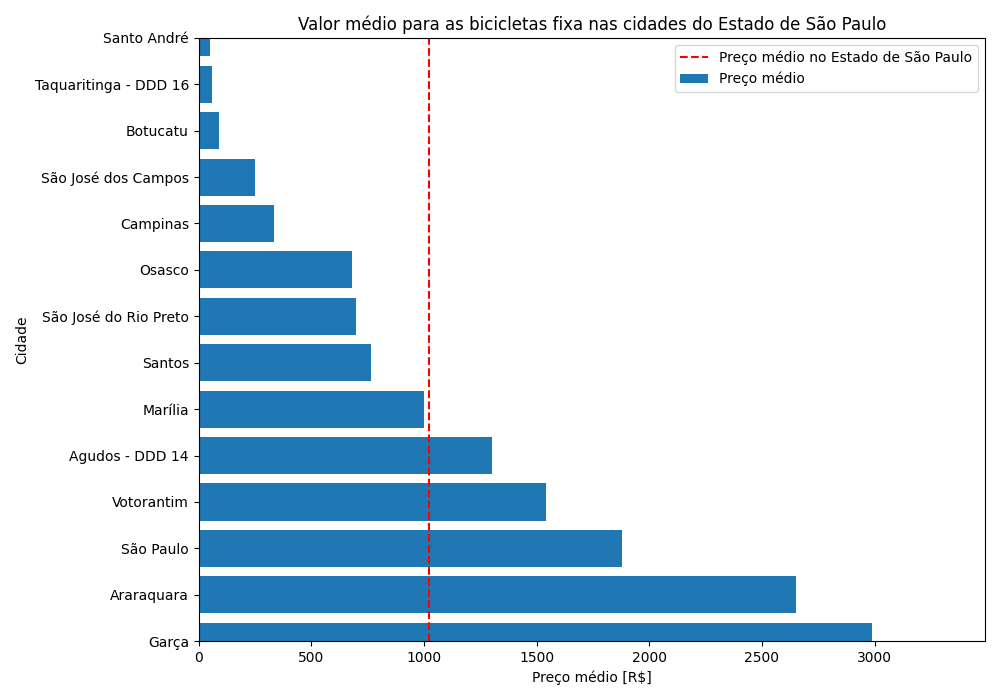 Valor médio para as bicicletas fixa nas cidades do Estado de São Paulo
Preço médio no Estado de São Paulo
Preço médio
Cidade
Santo André
Taquaritinga - DDD 16
Botucatu
São José dos Campos
Campinas
Osasco
São José do Rio Preto
Santos
Marília
Agudos - DDD 14
Votorantim
São Paulo
Araraquara
Garça
0 500 1000 1500 2000 2500 3000
Preço médio [R$]